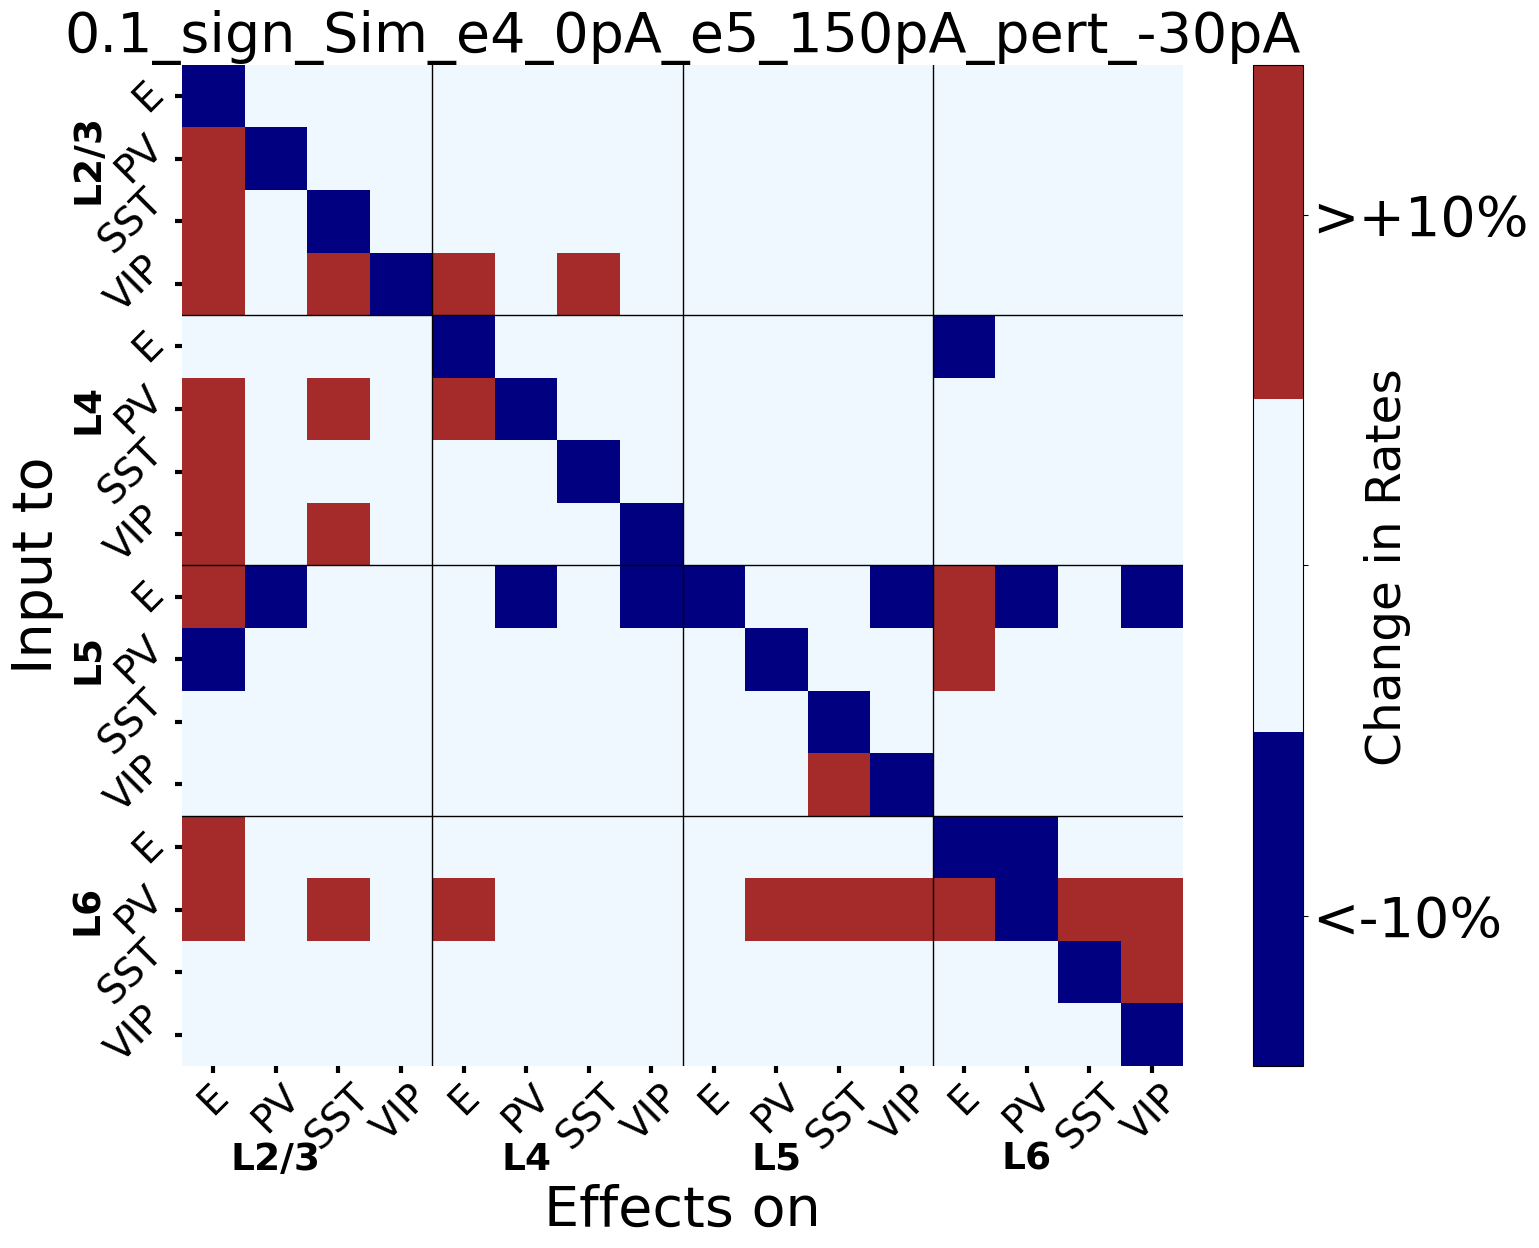 0.1_sign_Sim_e4_0pA_e5_150pA_pert_-30pA
Input to
L2/3
E
PV
SST
VIP
L4
E
PV
SST
VIP
L5
E
PV
SST
VIP
L6
E
PV
SST
VIP
E PV SST VIP E PV SST VIP E PV SST VIP E PV SST VIP
L2/3 L4 L5 L6
Effects on
>+10%
<-10%
Change in Rates